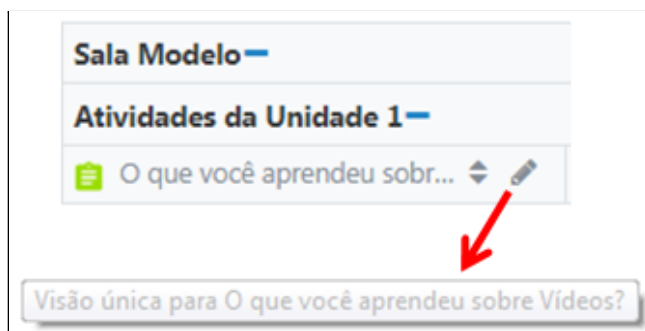 Sala Modelo
Atividades da Unidade 1
O que você aprendeu sobr...
Visão única para O que você aprendeu sobre Vídeos?